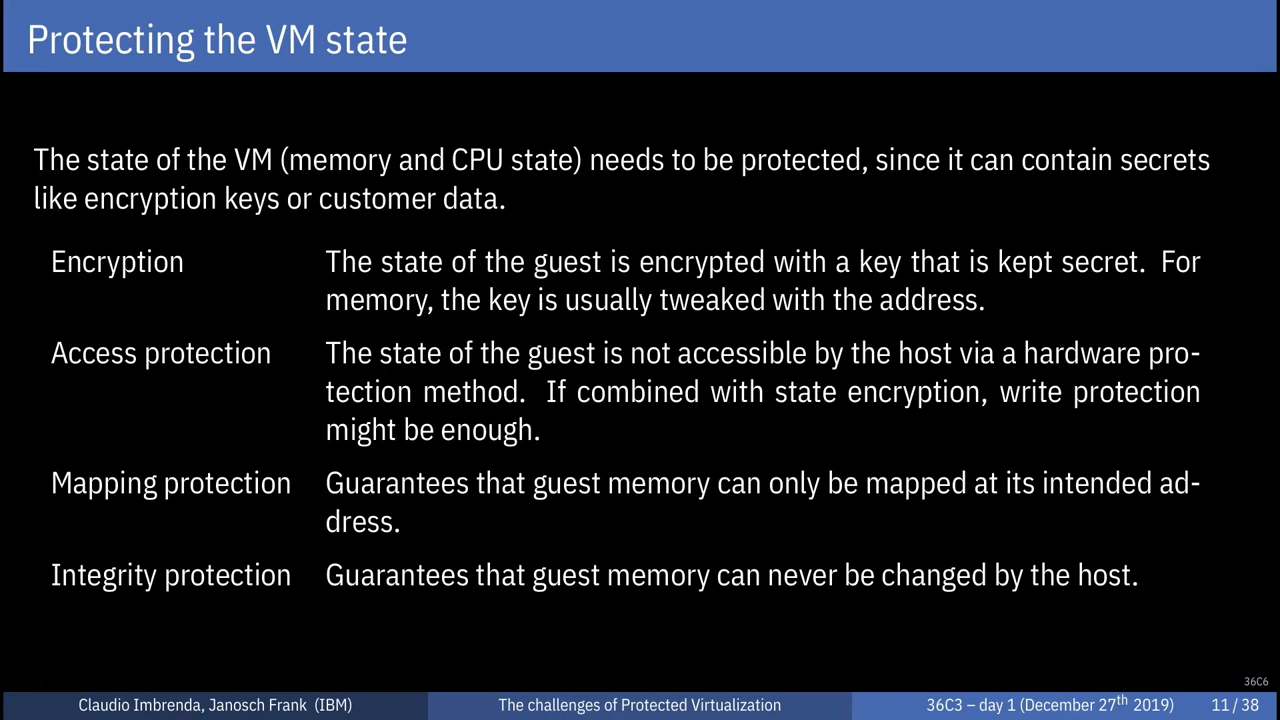 Protecting the VM state
The state of the VM (memory and CPU state) needs to be protected, since it can contain secrets
like encryption keys or customer data.
Encryption The state of the guest is encrypted with a key that is kept secret. For
memory, the key is usually tweaked with the address.
Access protection The state of the guest is not accessible by the host via a hardware pro-
tection method. If combined with state encryption, write protection
might be enough.
Mapping protection Guarantees that guest memory can only be mapped at its intended ad-
dress.
Integrity protection Guarantees that guest memory can never be changed by the host.
36C6
Claudio Imbrenda, Janosch Frank (IBM) The challenges of Protected Virtualization 36C3 – day 1 (December 27th 2019) 11 / 38